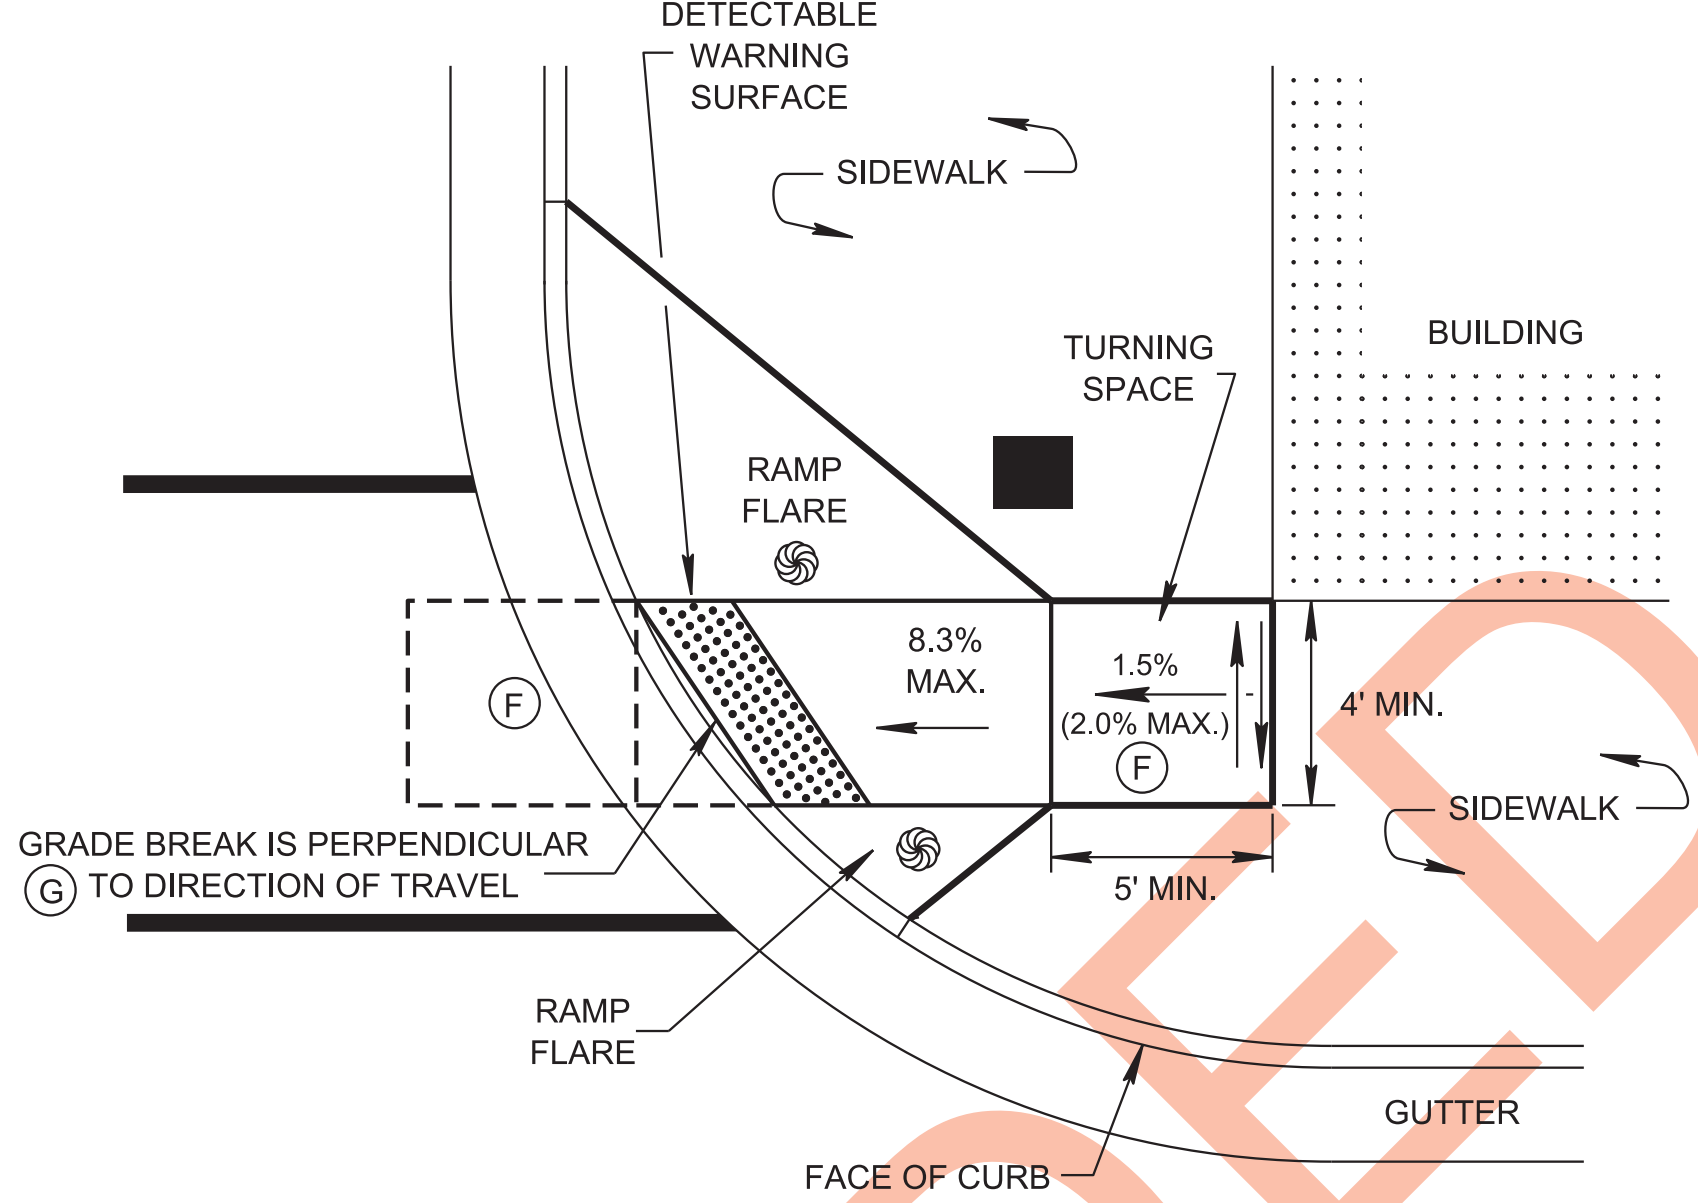 DETECTABLE
WARNING
SURFACE
SIDEWALK
BUILDING
TURNING
SPACE
RAMP
FLARE
8.3%
MAX.
1.5%
(2.0% MAX.)
F
F
4' MIN.
SIDEWALK
GRADE BREAK IS PERPENDICULAR
G TO DIRECTION OF TRAVEL
5' MIN.
RAMP
FLARE
GUTTER
FACE OF CURB